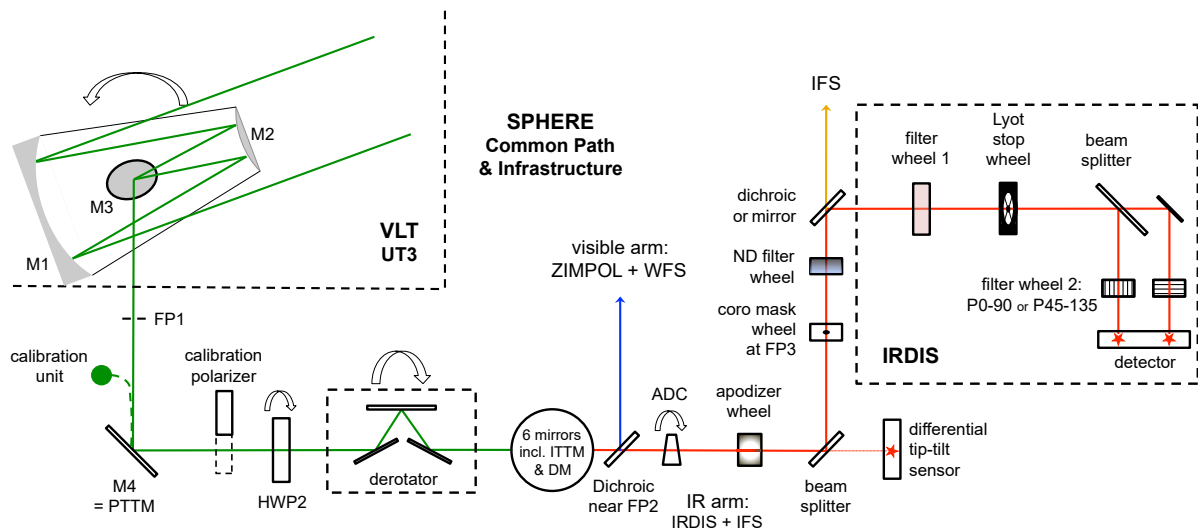 SPHERE
Common Path
& Infrastructure
M2
M3
M1
VLT
UT3
FP1
calibration
unit
M4
= PTTM
calibration
polarizer
HWP2
derotator
6 mirrors
incl. ITTM
& DM
visible arm:
ZIMPOL + WFS
Dichroic
near FP2
ADC
apodizer
wheel
IR arm:
IRDIS + IFS
beam
splitter
differential
tip-tilt
sensor
coro mask
wheel
at FP3
ND filter
wheel
dichroic
or mirror
IFS
filter
wheel 1
Lyot
stop
wheel
beam
splitter
filter wheel 2:
P0-90 or P45-135
IRDIS
detector